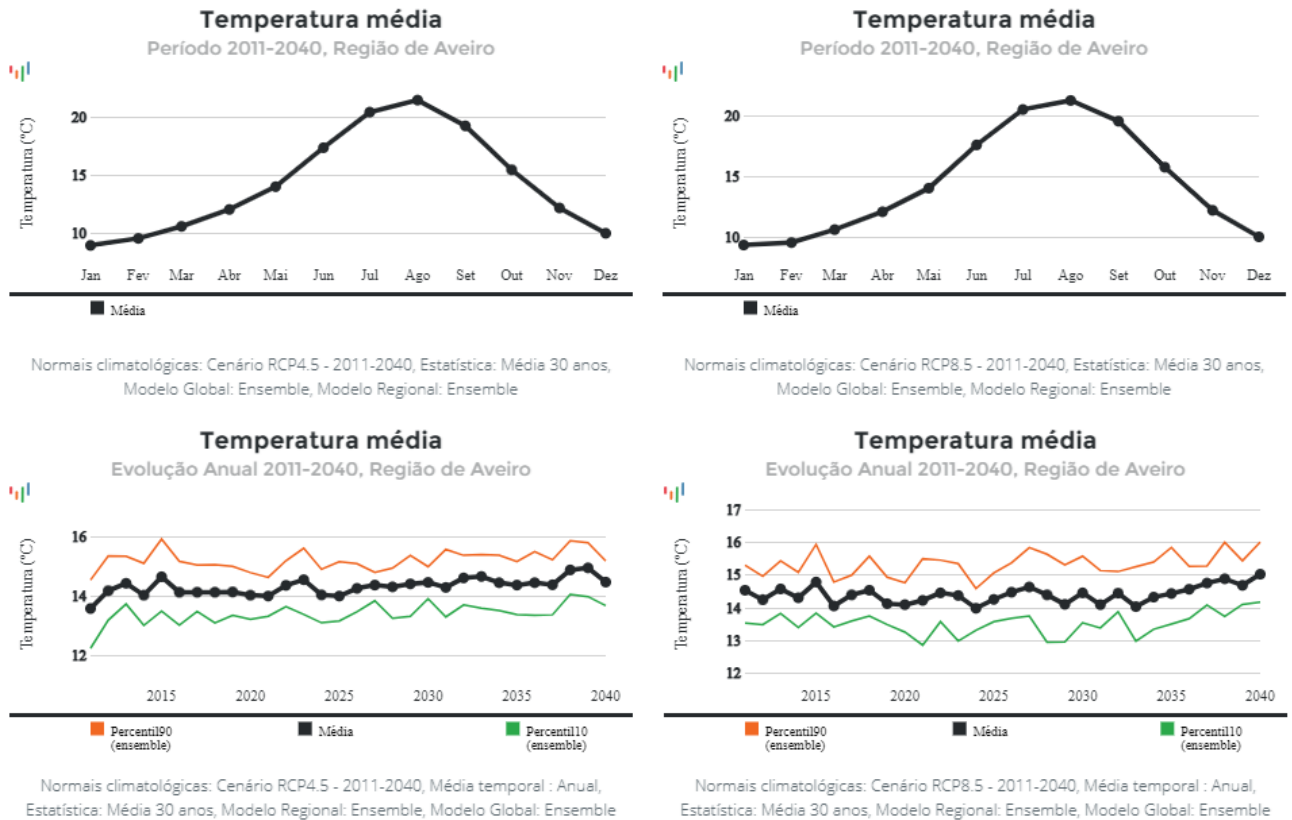 Temperatura média
Período 2011-2040, Região de Aveiro
Temperatura (°C)
20
15
10
Jan Fev Mar Abr Mai Jun Jul Ago Set Out Nov Dez
Média
Normais climatológicas: Cenário RCP4.5 - 2011-2040, Estatística: Média 30 anos,
Modelo Global: Ensemble, Modelo Regional: Ensemble
Temperatura média
Período 2011-2040, Região de Aveiro
Temperatura (°C)
20
15
10
Jan Fev Mar Abr Mai Jun Jul Ago Set Out Nov Dez
Média
Normais climatológicas: Cenário RCP8.5 - 2011-2040, Estatística: Média 30 anos,
Modelo Global: Ensemble, Modelo Regional: Ensemble
Temperatura média
Evolução Anual 2011-2040, Região de Aveiro
Temperatura (°C)
16
14
12
2015 2020 2025 2030 2035 2040
Percentil90
(ensemble)
Média
Percentil10
(ensemble)
Normais climatológicas: Cenário RCP4.5 - 2011-2040, Média temporal : Anual,
Estatística: Média 30 anos, Modelo Regional: Ensemble, Modelo Global: Ensemble
Temperatura média
Evolução Anual 2011-2040, Região de Aveiro
Temperatura (°C)
17
16
15
14
13
12
2015 2020 2025 2030 2035 2040
Percentil90
(ensemble)
Média
Percentil10
(ensemble)
Normais climatológicas: Cenário RCP8.5 - 2011-2040, Média temporal : Anual,
Estatística: Média 30 anos, Modelo Regional: Ensemble, Modelo Global: Ensemble